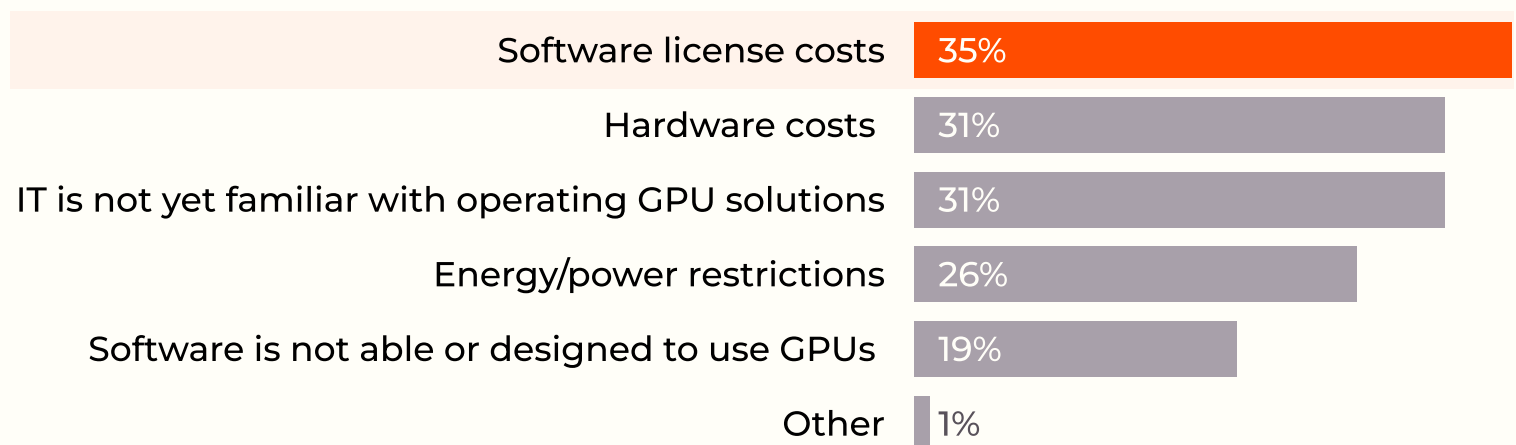 Software license costs 35%
Hardware costs 31%
IT is not yet familiar with operating GPU solutions 31%
Energy/power restrictions 26%
Software is not able or designed to use GPUs 19%
Other 1%